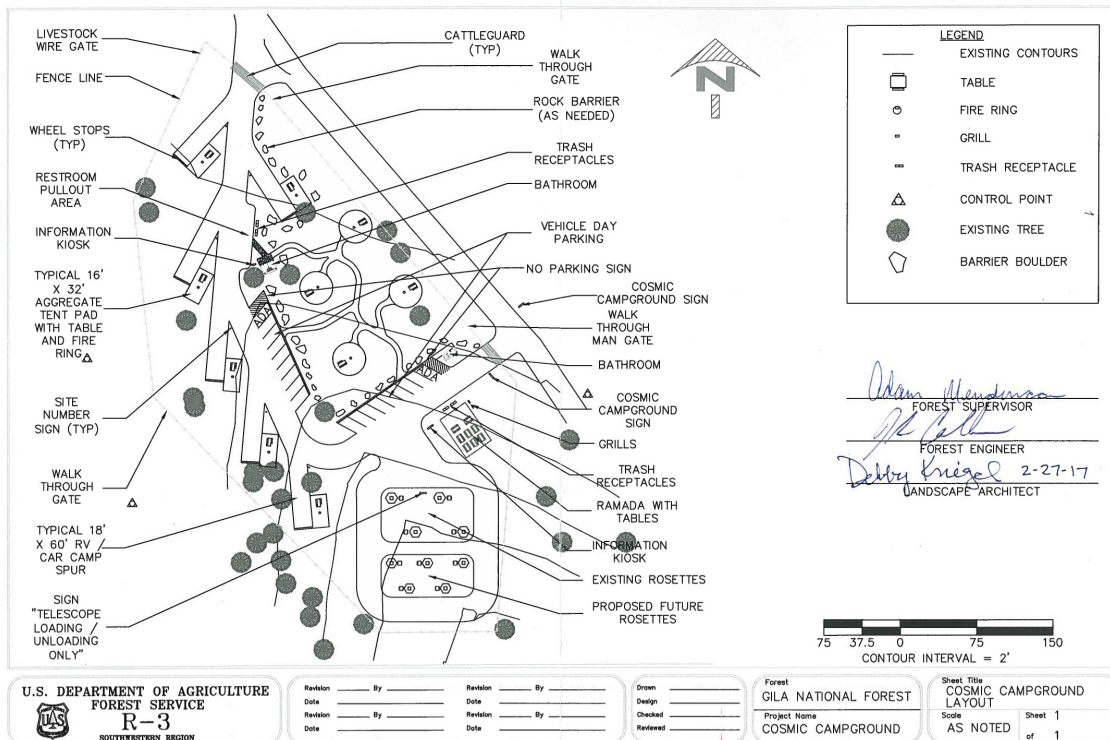 LIVESTOCK
WIRE GATE
FENCE LINE
WHEEL STOPS
(TYP)
RESTROOM
PULLOUT
AREA
INFORMATION
KIOSK
TYPICAL 16'
X 32'
AGGREGATE
TENT PAD
WITH TABLE
AND FIRE
RING
SITE
NUMBER
SIGN (TYP)
WALK
THROUGH
GATE
TYPICAL 18'
X 60' RV /
CAR CAMP
SPUR
SIGN
"TELESCOPE
LOADING /
UNLOADING
ONLY"
CATTLEGUARD
(TYP)
WALK
THROUGH
GATE
ROCK BARRIER
(AS NEEDED)
TRASH
RECEPTACLES
BATHROOM
VEHICLE DAY
PARKING
NO PARKING SIGN
COSMIC
CAMPGROUND SIGN
WALK
THROUGH
MAN GATE
BATHROOM
COSMIC
CAMPGROUND
SIGN
GRILLS
TRASH
RECEPTACLES
RAMADA WITH
TABLES
INFORMATION
KIOSK
EXISTING ROSETTES
PROPOSED FUTURE
ROSETTES
ADA
ADA
N
LEGEND
EXISTING CONTOURS
TABLE
FIRE RING
GRILL
TRASH RECEPTACLE
CONTROL POINT
EXISTING TREE
BARRIER BOULDER
Adam Mendonca
FOREST SUPERVISOR
FOREST ENGINEER
Debby Kriegel 2-27-17
LANDSCAPE ARCHITECT
75 37.5 0 75 150
CONTOUR INTERVAL = 2'
U.S. DEPARTMENT OF AGRICULTURE
FOREST SERVICE
R-3
SOUTHWESTERN REGION
UAS
Revision By
Date
Revision By
Date
Revision By
Date
Revision By
Date
Drawn
Design
Checked
Reviewed
Forest
GILA NATIONAL FOREST
Project Name
COSMIC CAMPGROUND
Sheet Title
COSMIC CAMPGROUND
LAYOUT
Scale
AS NOTED
Sheet 1
of 1